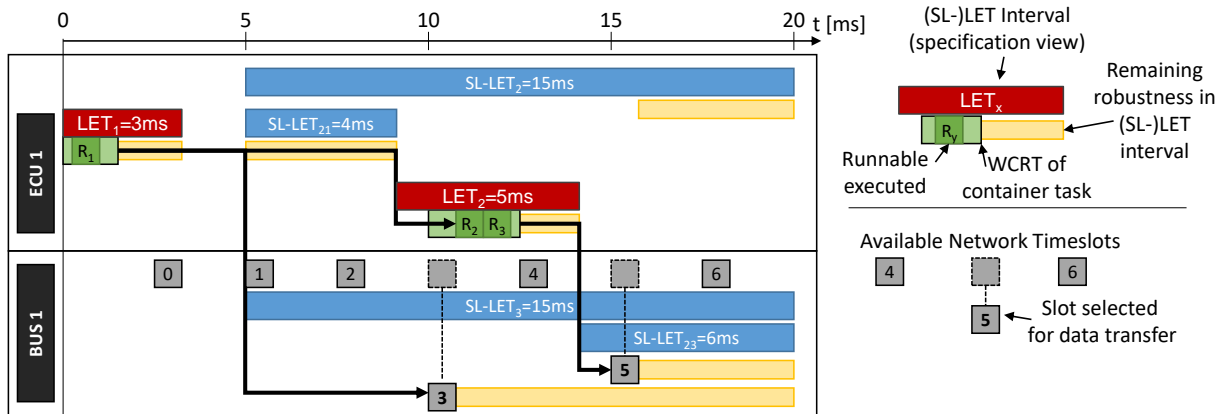 0 5 10 15 20 t [ms]
ECU 1
SL-LET2=15ms
LET1=3ms
SL-LET21=4ms
R1
LET2=5ms
R2 R3
BUS 1
0 1 2 4 6
SL-LET3=15ms
SL-LET23=6ms
5
3
(SL-)LET Interval
(specification view)
LETx
Ry
Remaining
robustness in
(SL-)LET
interval
Runnable
executed
WCRT of
container task
Available Network Timeslots
4 6
5
Slot selected
for data transfer